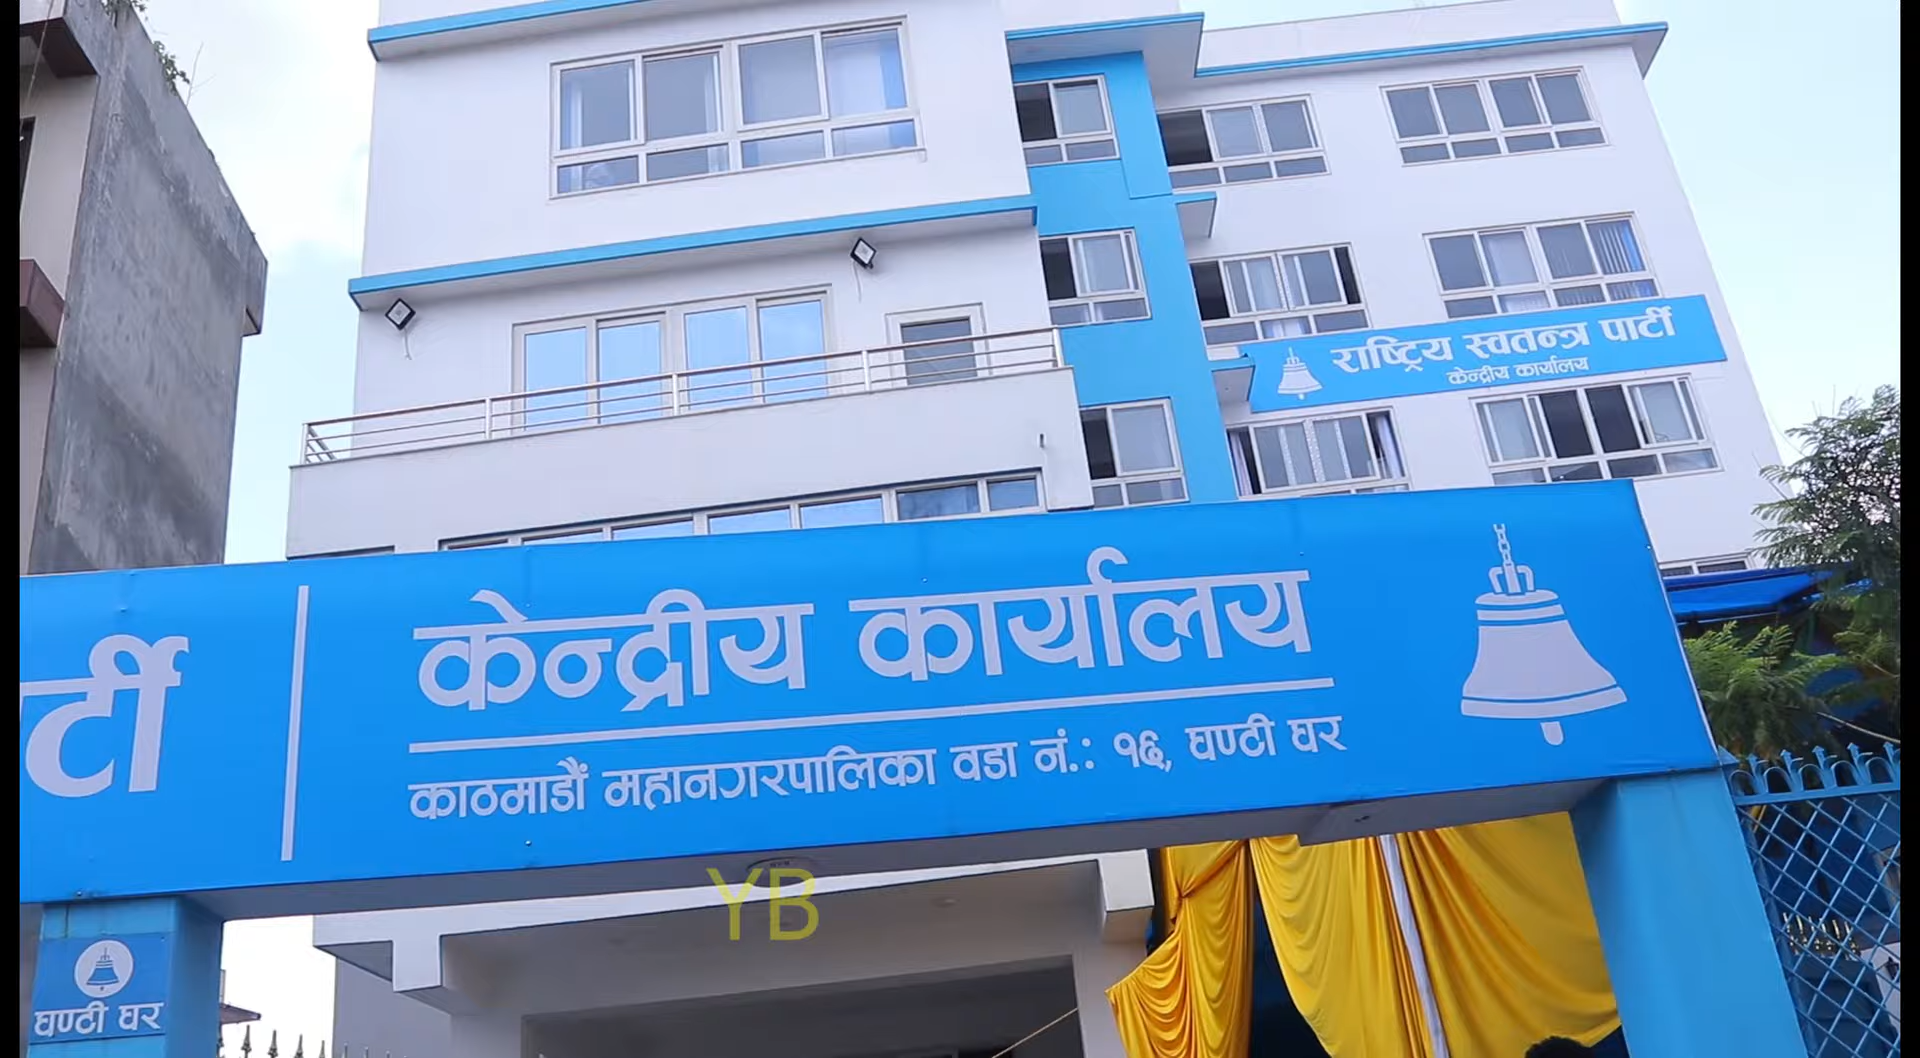 राष्ट्रिय स्वतन्त्र पार्टी
केन्द्रीय कार्यालय
र्टी
केन्द्रीय कार्यालय
काठमाडौं महानगरपालिका वडा नं.: १६, घण्टी घर
YB
घण्टी घर